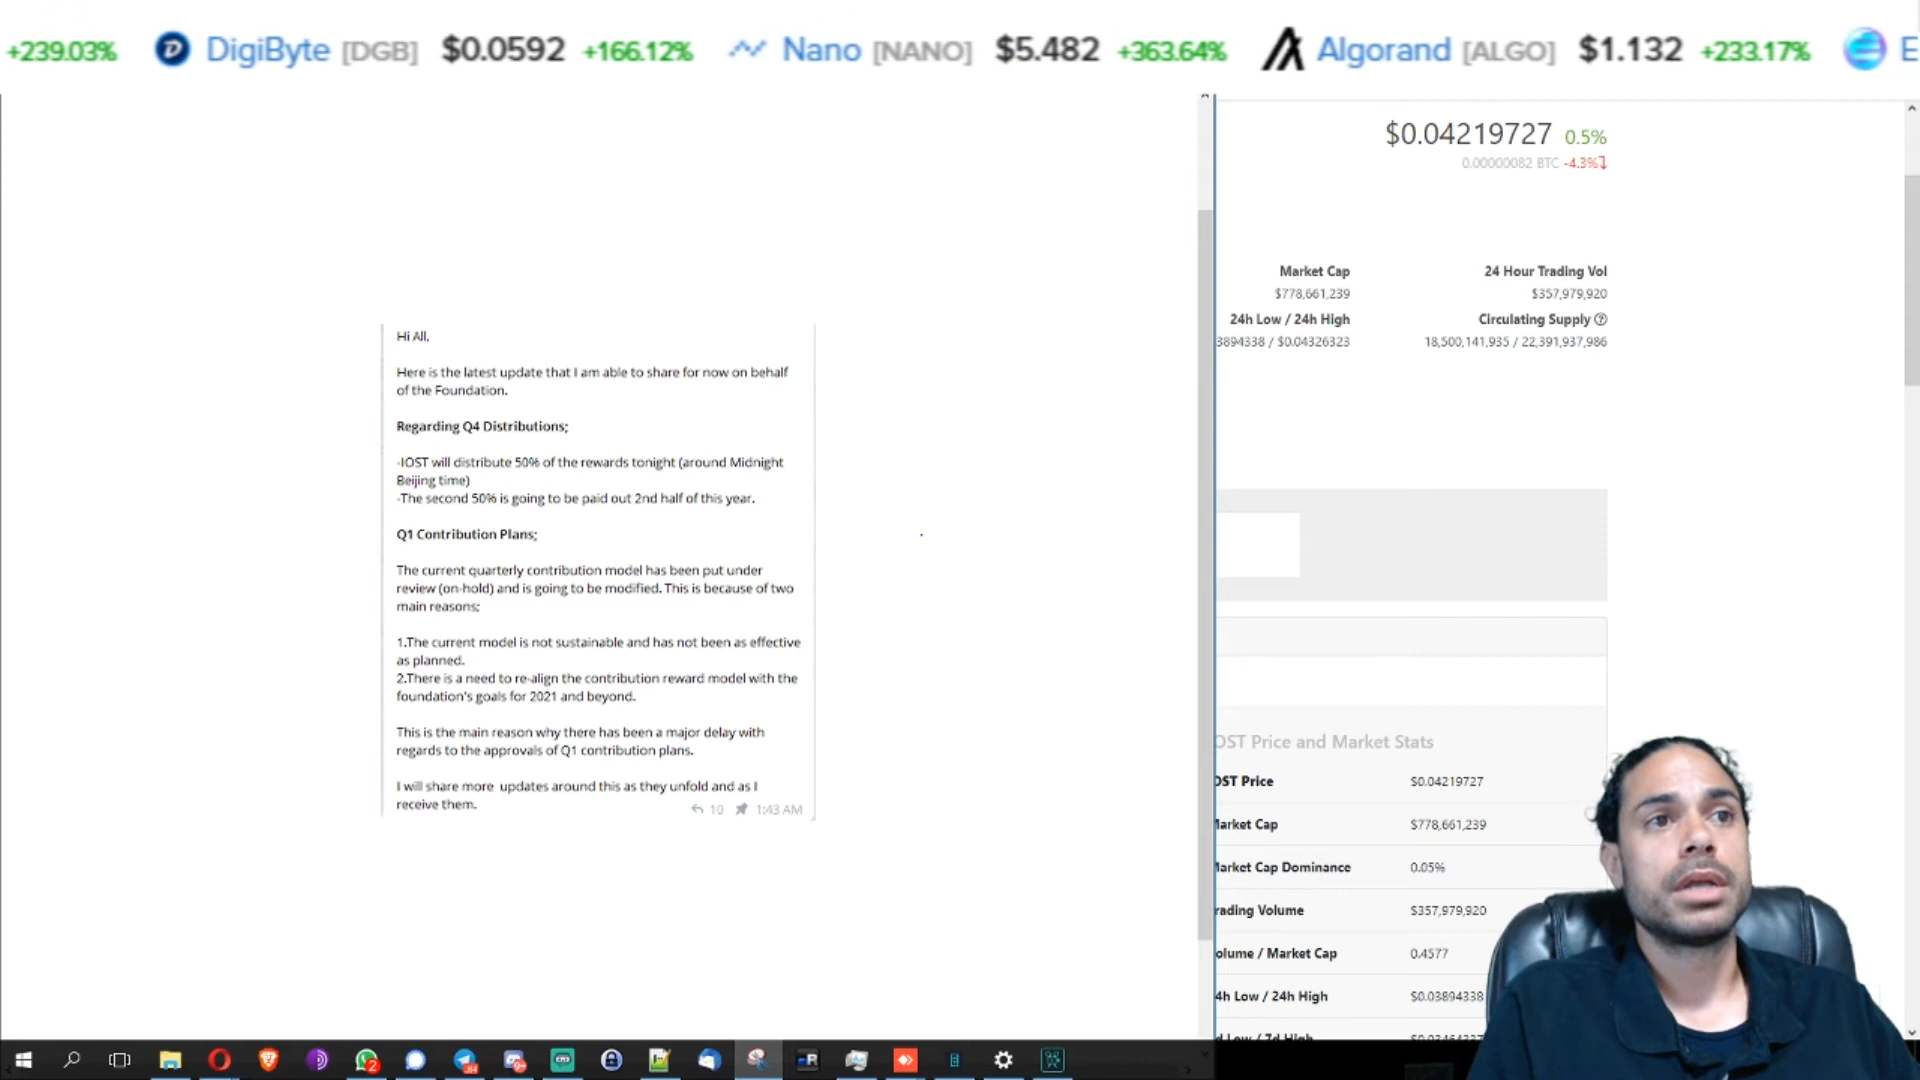 +239.03% DigiByte [DGB] $0.0592 +166.12% Nano [NANO] $5.482 +363.64% Algorand [ALGO] $1.132 +233.17% E
$0.04219727 0.5%
0.00000082 BTC -4.3%
Market Cap
$778,661,239
24 Hour Trading Vol
$357,979,920
24h Low / 24h High
3894338 / $0.04326323
Circulating Supply
18,500,141,935 / 22,391,937,986
Hi All,
Here is the latest update that I am able to share for now on behalf
of the Foundation.
Regarding Q4 Distributions;
-IOST will distribute 50% of the rewards tonight (around Midnight
Beijing time)
-The second 50% is going to be paid out 2nd half of this year.
Q1 Contribution Plans;
The current quarterly contribution model has been put under
review (on-hold) and is going to be modified. This is because of two
main reasons;
1.The current model is not sustainable and has not been as effective
as planned.
2.There is a need to re-align the contribution reward model with the
foundation's goals for 2021 and beyond.
This is the main reason why there has been a major delay with
regards to the approvals of Q1 contribution plans.
I will share more updates around this as they unfold and as I
receive them.
10 1:43 AM
OST Price and Market Stats
OST Price $0.04219727
Market Cap $778,661,239
Market Cap Dominance 0.05%
rading Volume $357,979,920
olume / Market Cap 0.4577
4h Low / 24h High $0.03894338